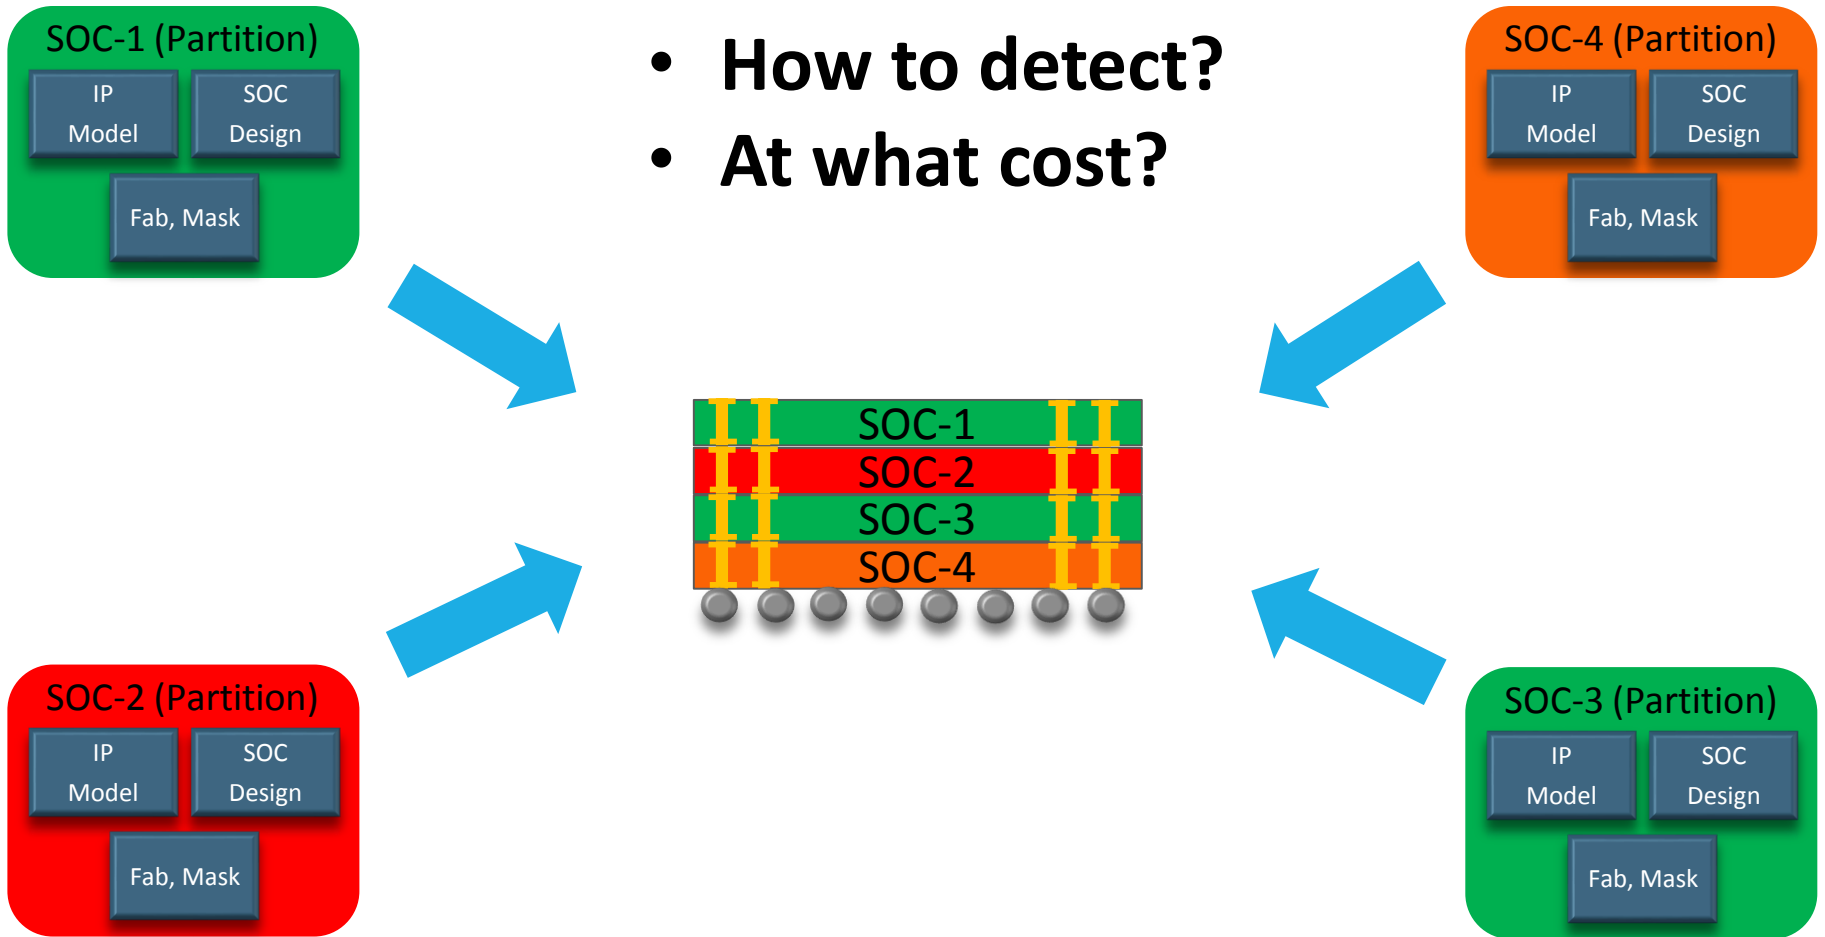 SOC-1 (Partition)
IP
Model
SOC
Design
Fab, Mask
• How to detect?
• At what cost?
SOC-4 (Partition)
IP
Model
SOC
Design
Fab, Mask
SOC-1
SOC-2
SOC-3
SOC-4
SOC-2 (Partition)
IP
Model
SOC
Design
Fab, Mask
SOC-3 (Partition)
IP
Model
SOC
Design
Fab, Mask